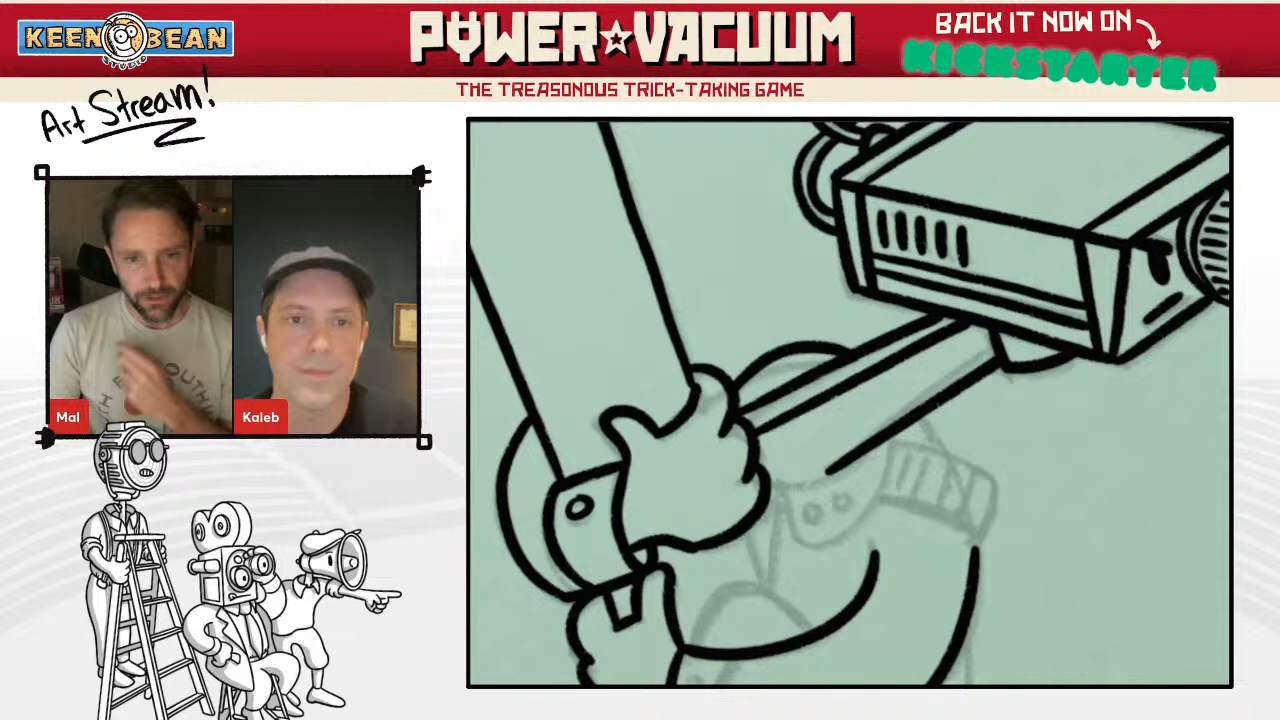 KEEN BEAN
STUDIO
POWER VACUUM
THE TREASONOUS TRICK-TAKING GAME
BACK IT NOW ON
KICKSTARTER
Art Stream!
Mal
Kaleb